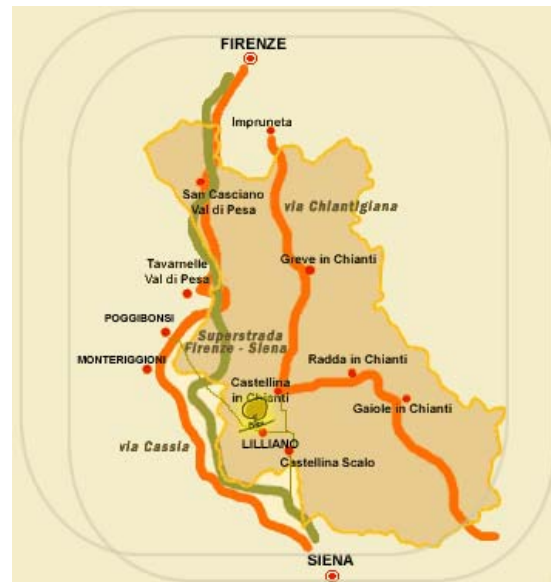 FIRENZE
Impruneta
San Casciano
Val di Pesa
via Chiantigiana
Tavarnelle
Val di Pesa
Greve in Chianti
POGGIBONSI
Superstrada
Firenze - Siena
MONTERIGGIONI
Radda in Chianti
Castellina
in Chianti
Gaiole in Chianti
LILLIANO
via Cassia
Castellina Scalo
SIENA